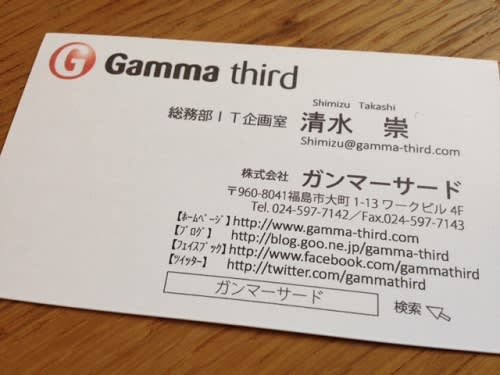 G Gamma third
Shimizu Takashi
総務部IT企画室 清水 崇
Shimizu@gamma-third.com
株式会社 ガンマーサード
〒960-8041福島市大町1-13ワークビル4F
Tel. 024-597-7142/Fax.024-597-7143
【ﾎｰﾑﾍﾟｰｼﾞ】http://www.gamma-third.com
【ﾌﾞﾛｸﾞ】 http://blog.goo.ne.jp/gamma-third
【ﾌｪｲｽﾌﾞｯｸ】http://www.facebook.com/gammathird
【ﾂｲｯﾀｰ】 http://twitter.com/gammathird
ガンマーサード 検索